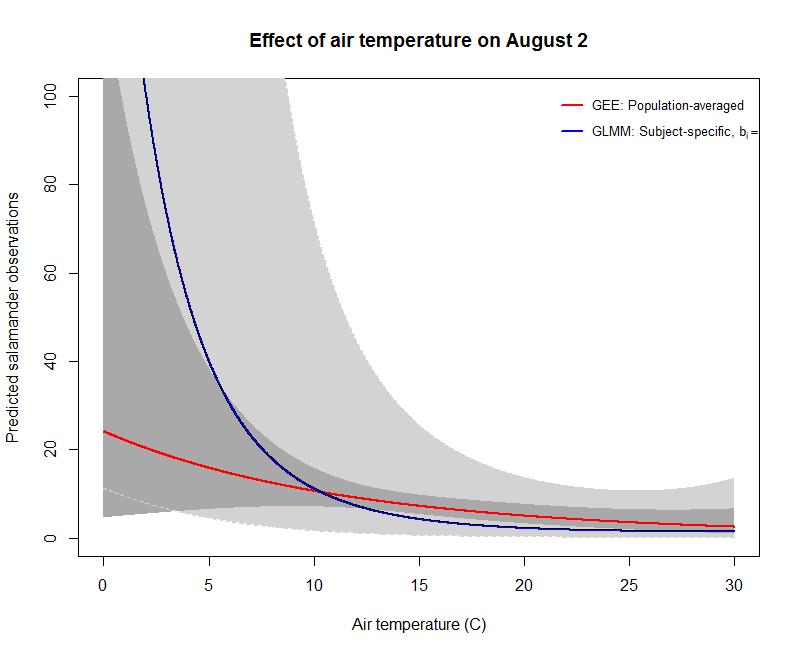 Effect of air temperature on August 2
GEE: Population-averaged
GLMM: Subject-specific, bᵢ=
Predicted salamander observations
0
20
40
60
80
100
0 5 10 15 20 25 30
Air temperature (C)